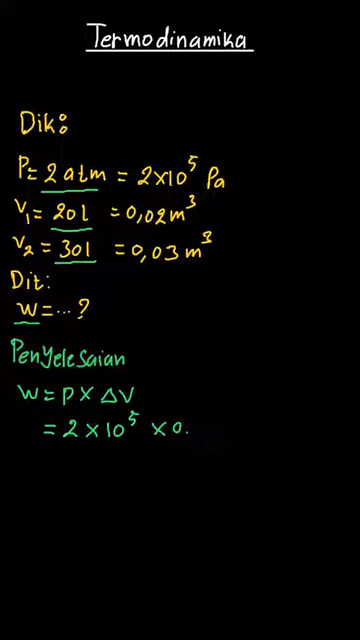 Termodinamika
Dik:
P = 2 atm = 2×10⁵ Pa
V₁ = 20 l = 0,02 m³
V₂ = 30 l = 0,03 m³
Dit:
W = ... ?
Penyelesaian
W = P × ΔV
= 2 × 10⁵ × 0.